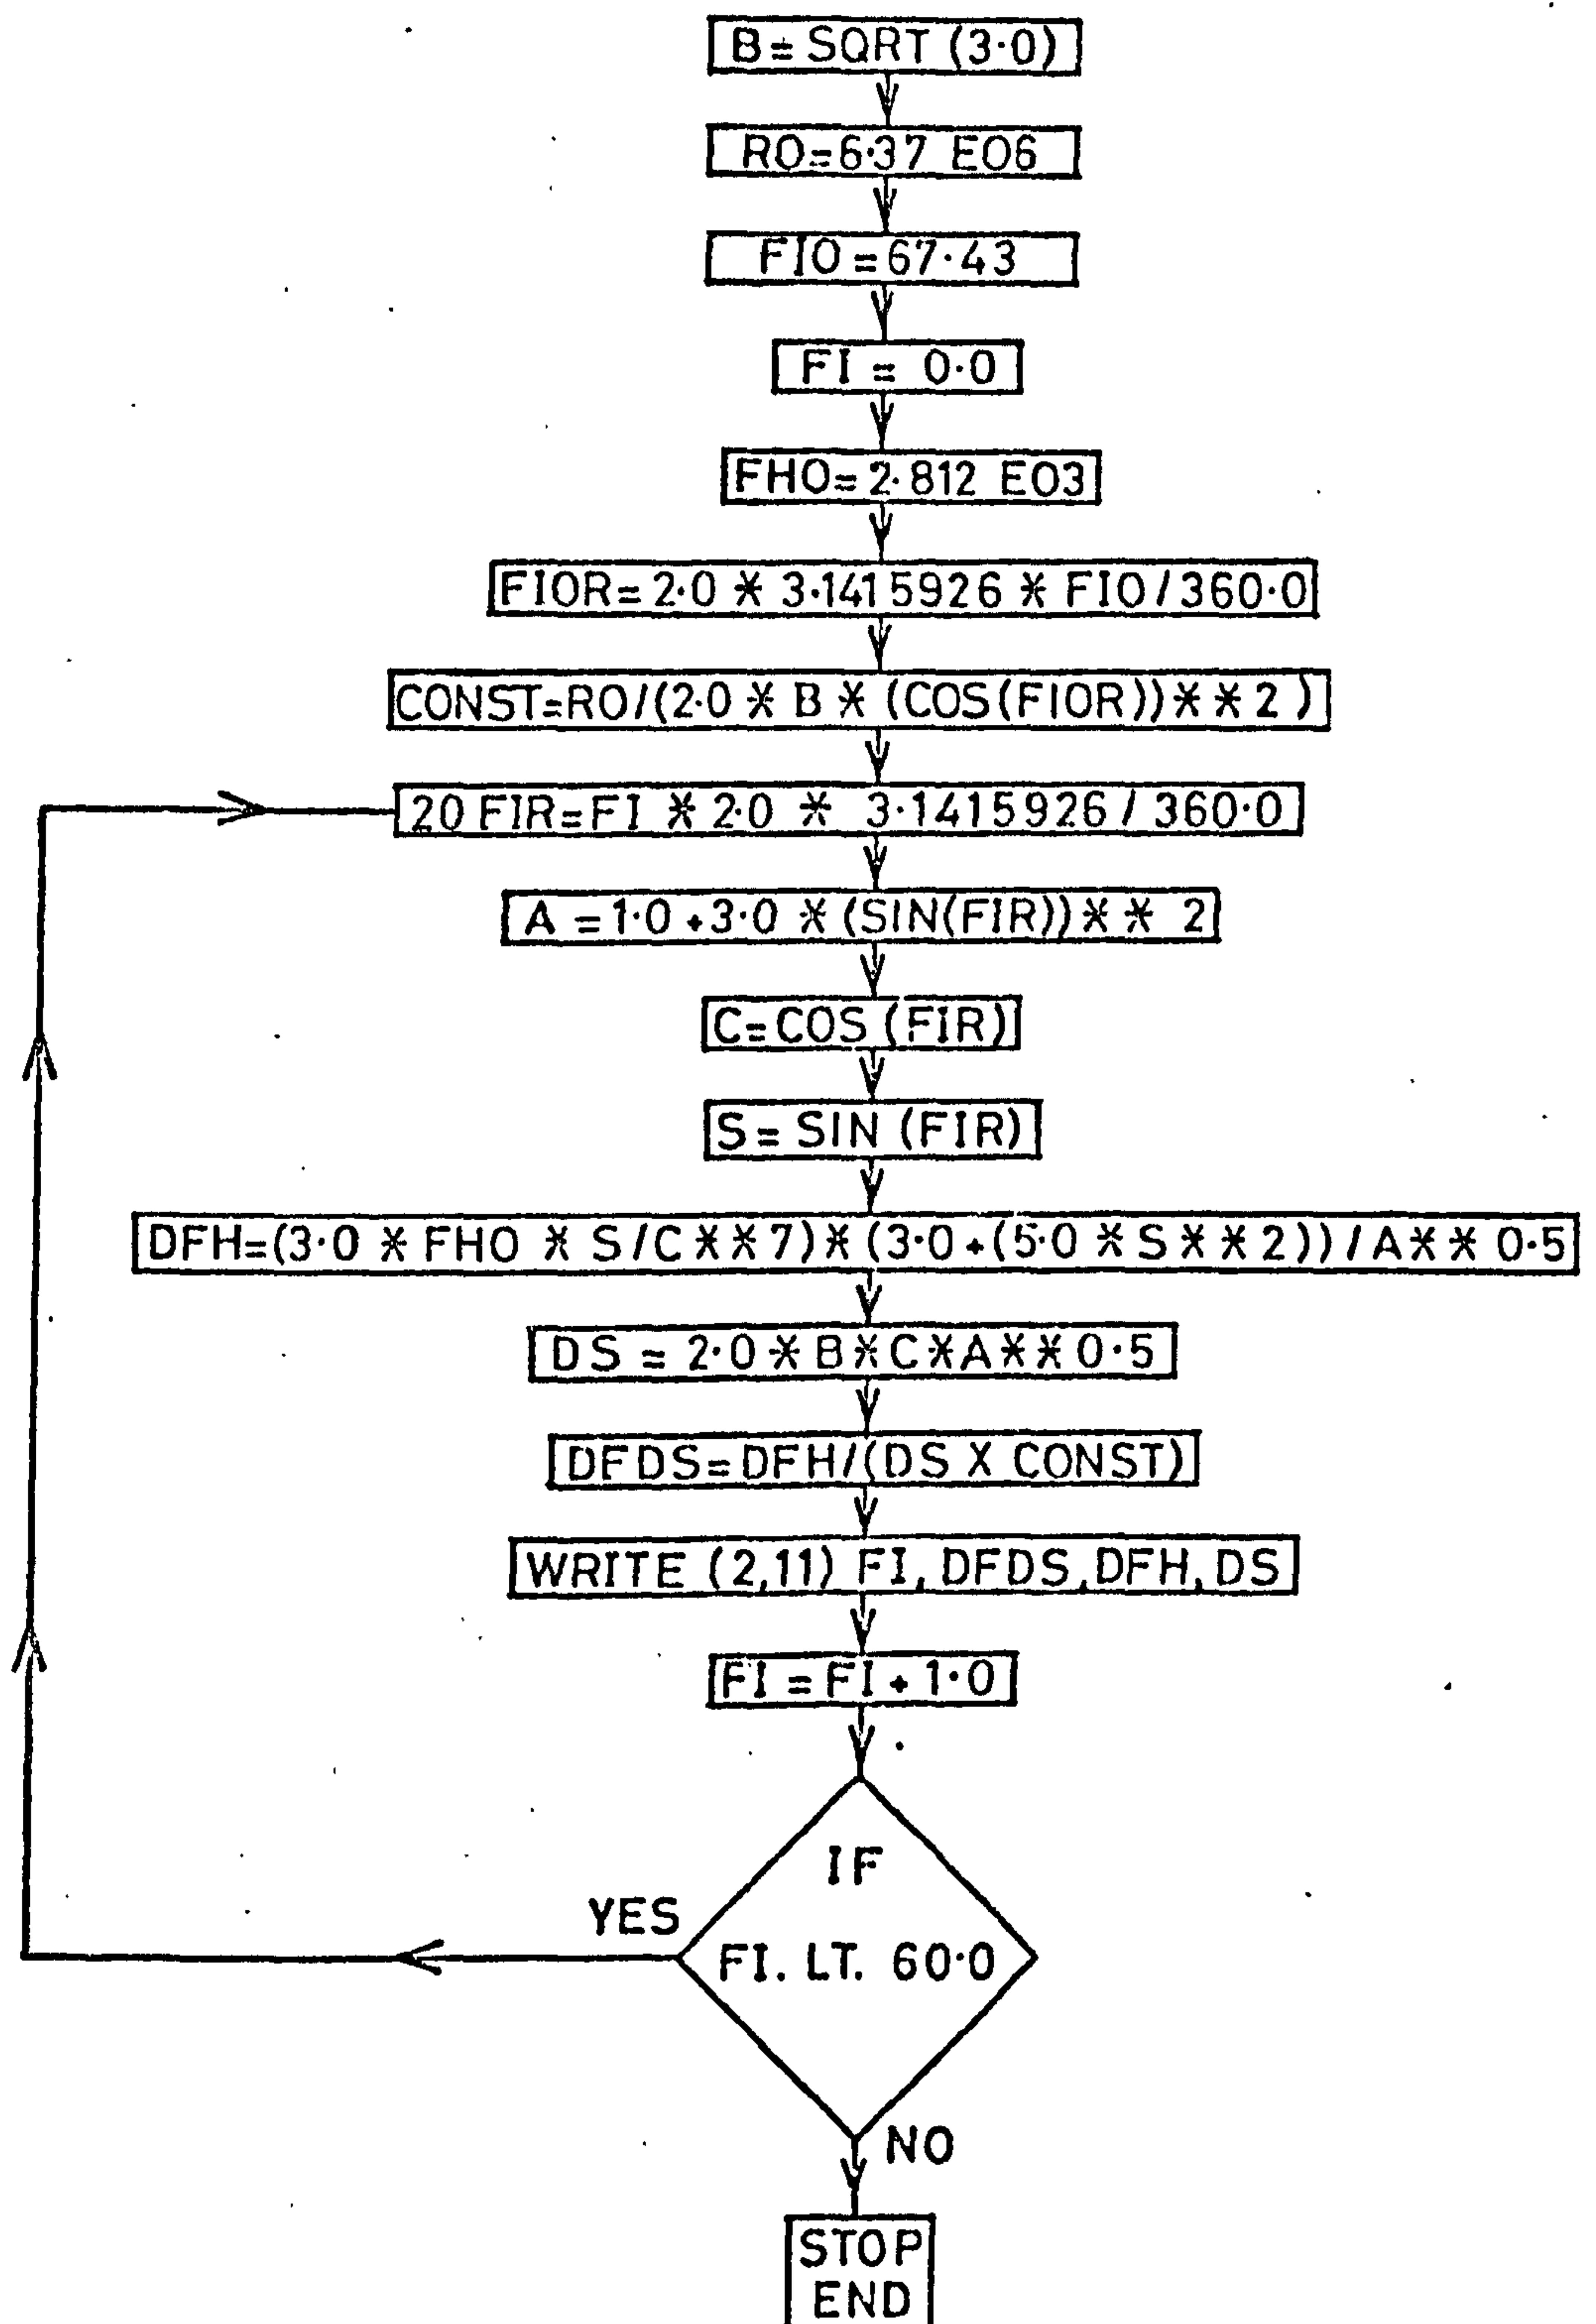 B = SQRT (3·0)
RO=6·37 EO6
FIO = 67·43
FI = 0·0
FHO= 2·812 EO3
FIOR= 2·0 * 3·1415926 * FIO / 360·0
CONST=RO/(2·0 * B * (COS(FIOR))**2 )
20 FIR=FI * 2·0 * 3·1415926 / 360·0
A = 1·0 +3·0 *(SIN(FIR))** 2
C=COS (FIR)
S= SIN (FIR)
DFH=(3·0 * FHO * S/C**7)*(3·0+(5·0 *S**2))/A** 0·5
DS = 2·0*B*C*A**0·5
DFDS=DFH/(DS X CONST)
WRITE (2,11) FI, DFDS,DFH, DS
FI = FI + 1·0
IF
YES
FI. LT. 60·0
NO
STOP
END